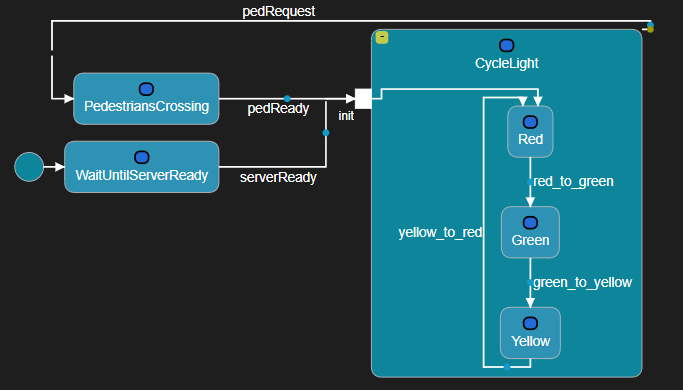 pedRequest
-
CycleLight
PedestriansCrossing
pedReady
init
Red
WaitUntilServerReady
serverReady
red_to_green
yellow_to_red
Green
green_to_yellow
Yellow